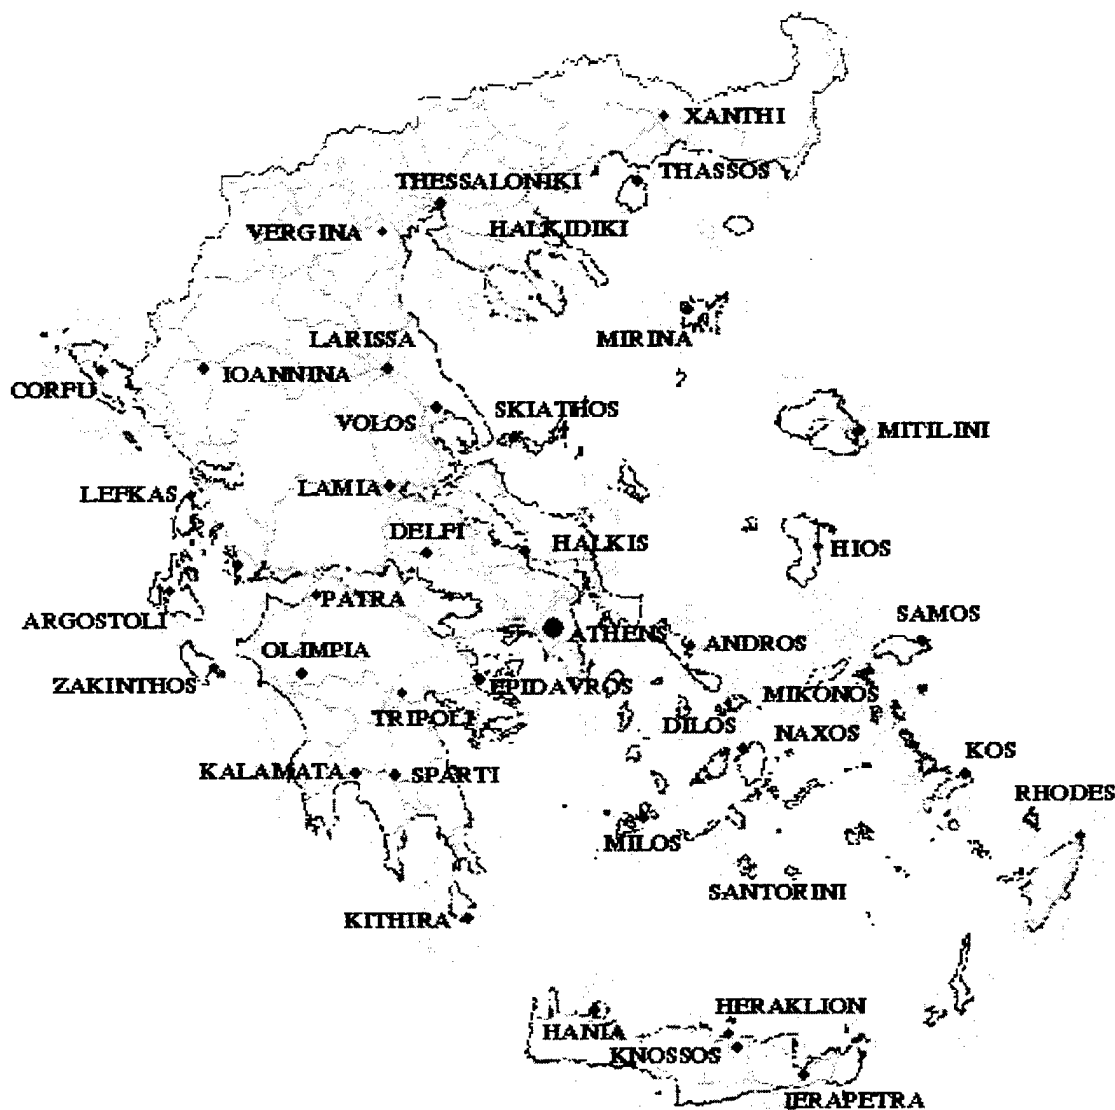 XANTHI
THASSOS
THESSALONIKI
HALKIDIKI
VERGINA
LARISSA
MIRINA
IOANNINA
CORFU
VOLOS
SKIATHOS
MITILINI
LEFKAS
LAMIA
DELFI
HALKIS
HIOS
PATRA
ARGOSTOLI
SAMOS
ATHENS
ANDROS
OLIMPIA
ZAKINTHOS
EPIDAVROS
MIKONOS
TRIPOLI
DILOS
NAXOS
KOS
KALAMATA
SPARTI
RHODES
MILOS
SANTORINI
KITHIRA
HERAKLION
HANIA
KNOSSOS
IERAPETRA